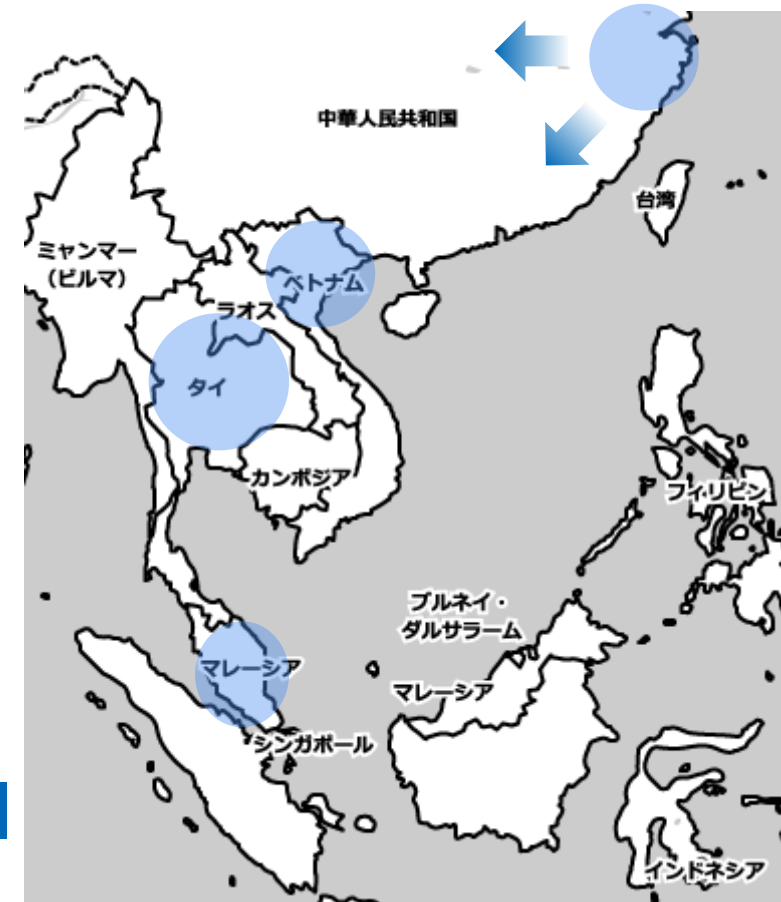 中華人民共和国
台湾
ミャンマー
（ビルマ）
ベトナム
ラオス
タイ
カンボジア
フィリピン
ブルネイ・
ダルサラーム
マレーシア
マレーシア
シンガポール
インドネシア